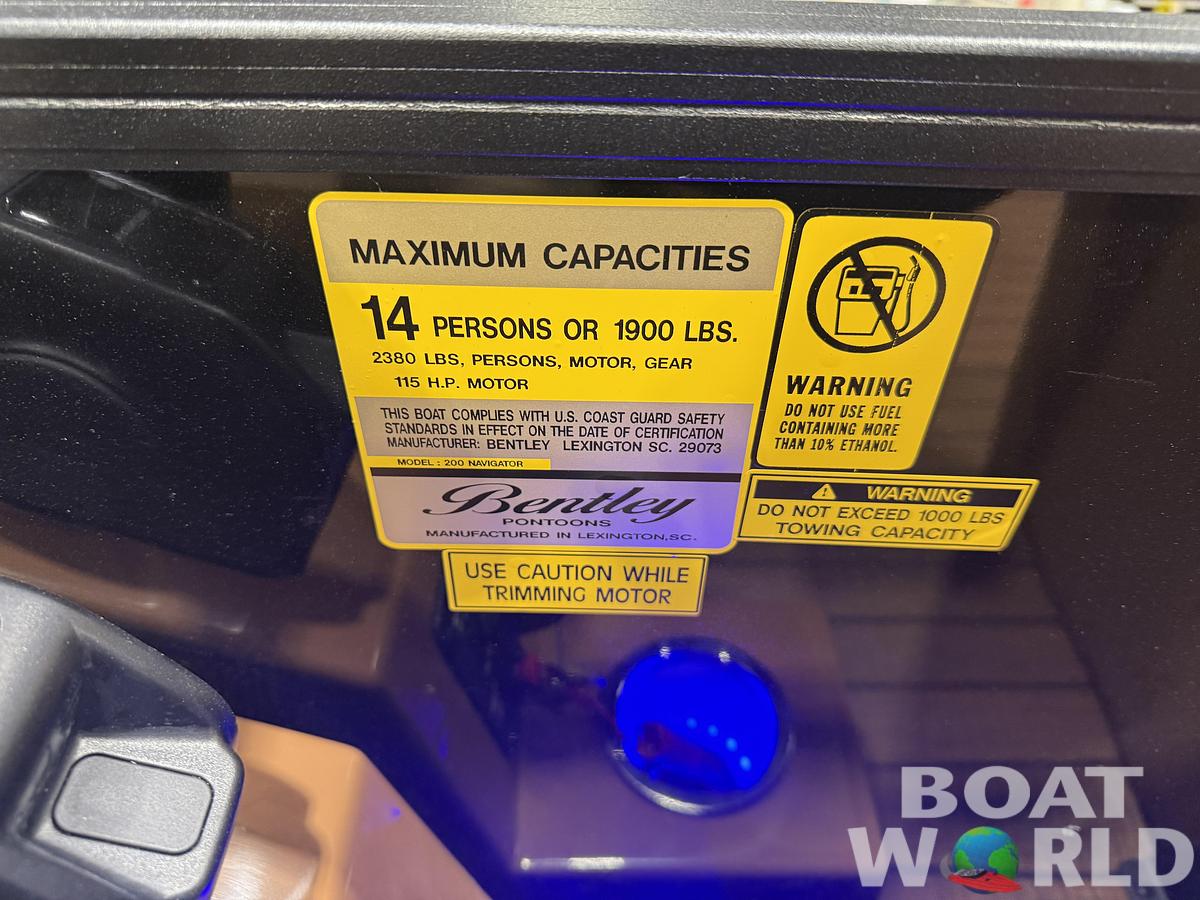 MAXIMUM CAPACITIES
14 PERSONS OR 1900 LBS.
2380 LBS, PERSONS, MOTOR, GEAR
115 H.P. MOTOR
THIS BOAT COMPLIES WITH U.S. COAST GUARD SAFETY
STANDARDS IN EFFECT ON THE DATE OF CERTIFICATION
MANUFACTURER: BENTLEY LEXINGTON SC. 29073
MODEL : 200 NAVIGATOR
Bentley
PONTOONS
MANUFACTURED IN LEXINGTON,SC.
WARNING
DO NOT USE FUEL
CONTAINING MORE
THAN 10% ETHANOL.
WARNING
DO NOT EXCEED 1000 LBS
TOWING CAPACITY
USE CAUTION WHILE
TRIMMING MOTOR
BOAT
WORLD